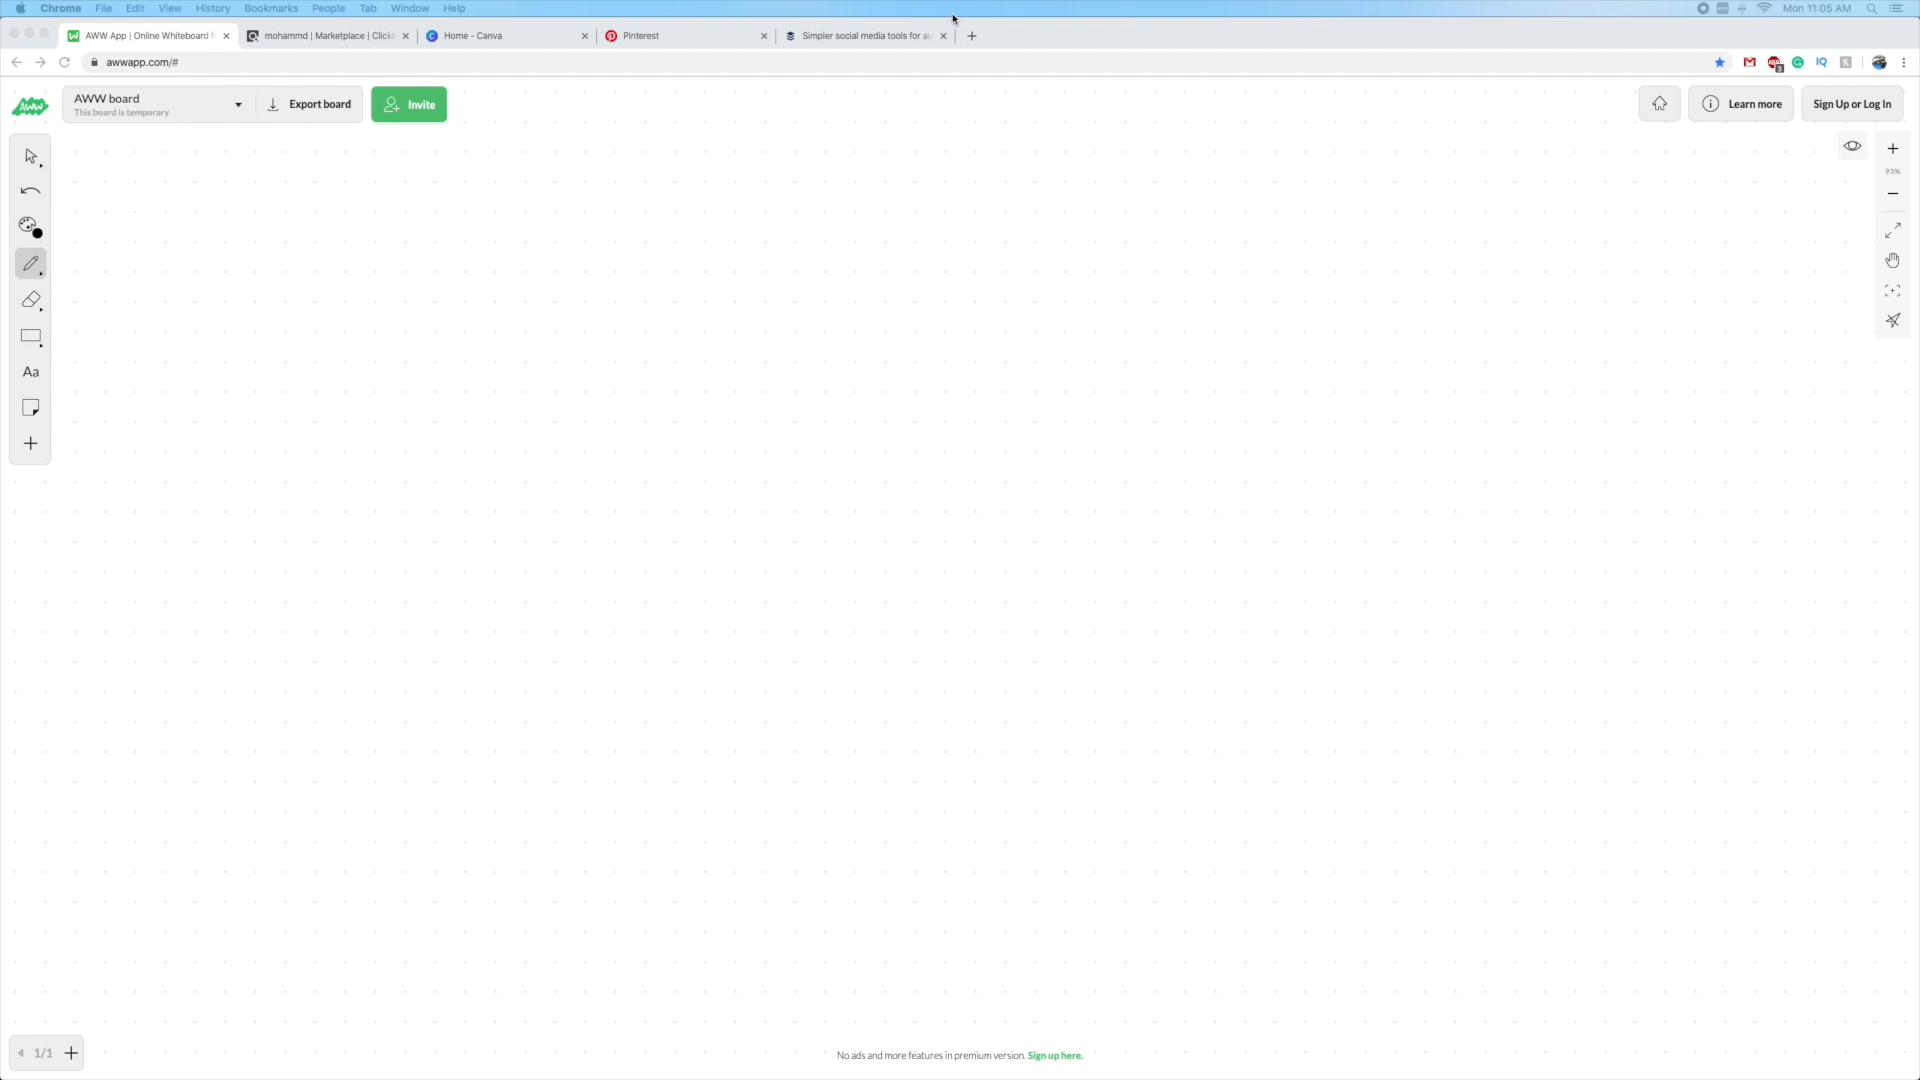 Chrome File Edit View History Bookmarks People Tab Window Help Mon 11:05 AM
AWW App | Online Whiteboard mohammd | Marketplace | Click Home - Canva Pinterest Simpler social media tools for au
awwapp.com/#
AWW
AWW board
This board is temporary
Export board
Invite
Learn more
Sign Up or Log In
93%
Aa
1/1
No ads and more features in premium version. Sign up here.